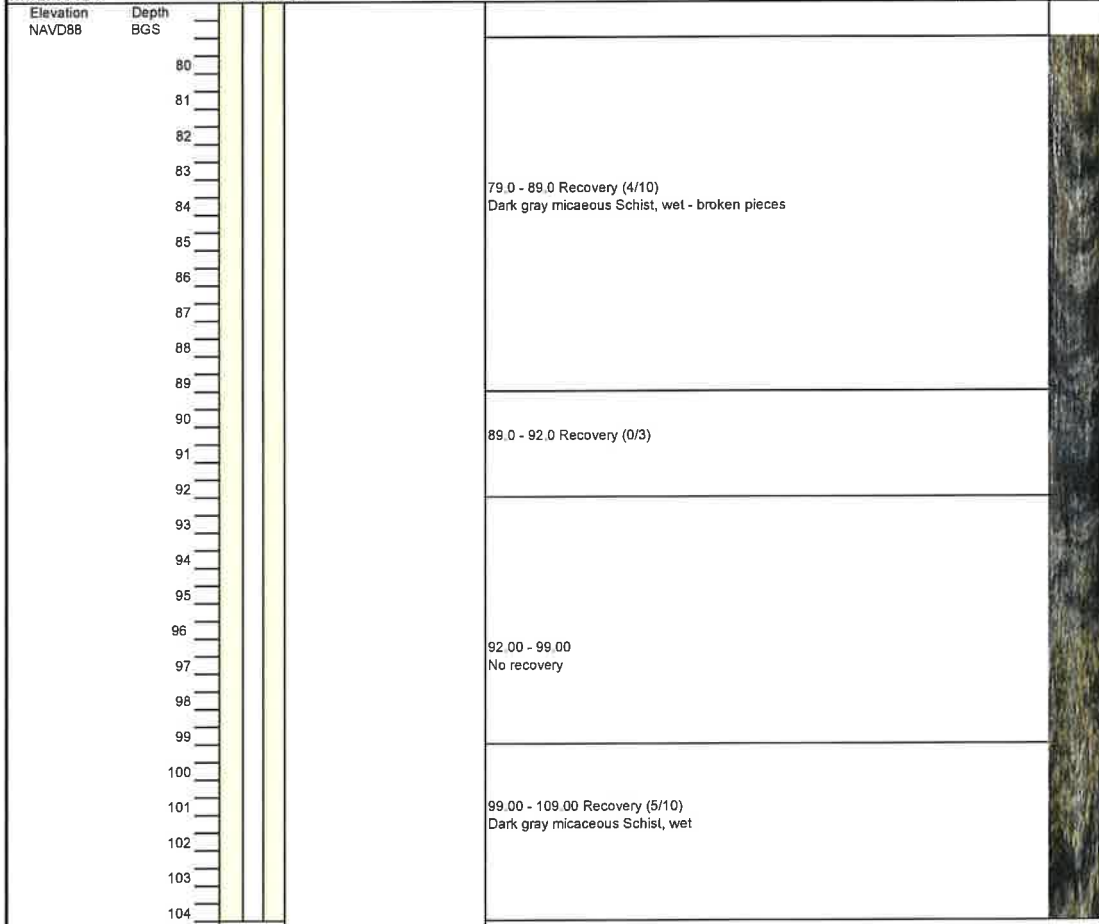 Elevation Depth
NAVD88 BGS
80
81
82
83
79.0 - 89.0 Recovery (4/10)
84
Dark gray micaeous Schist, wet - broken pieces
85
86
87
88
89
90
89.0 - 92.0 Recovery (0/3)
91
92
93
94
95
96
92.00 - 99.00
97
No recovery
98
99
100
101
99.00 - 109.00 Recovery (5/10)
Dark gray micaceous Schist, wet
102
103
104